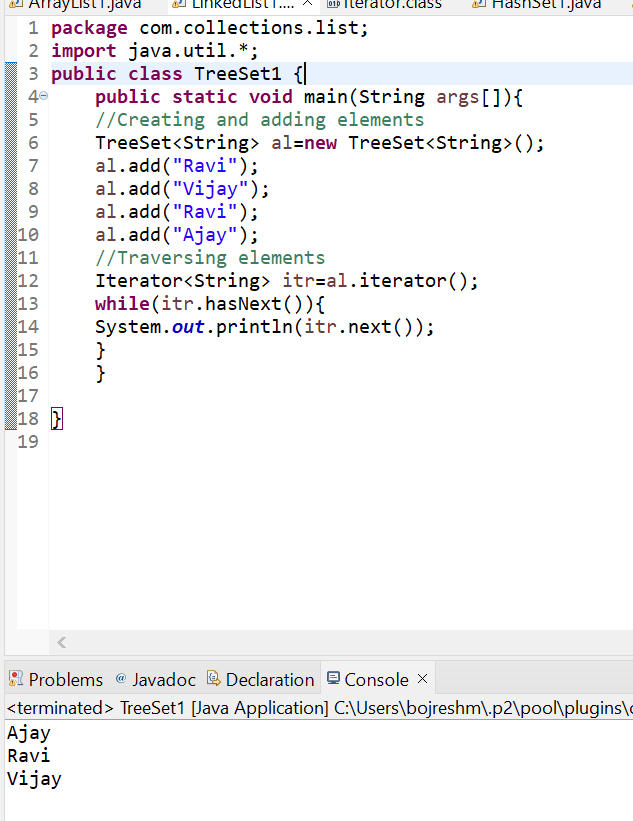 ArrayList1.java LinkedList1.... Iterator.class HashSet1.java
1 package com.collections.list;
2 import java.util.*;
3 public class TreeSet1 {
4 public static void main(String args[]){
5 //Creating and adding elements
6 TreeSet<String> al=new TreeSet<String>();
7 al.add("Ravi");
8 al.add("Vijay");
9 al.add("Ravi");
10 al.add("Ajay");
11 //Traversing elements
12 Iterator<String> itr=al.iterator();
13 while(itr.hasNext()){
14 System.out.println(itr.next());
15 }
16 }
17
18 }
19
Problems @ Javadoc Declaration Console
<terminated> TreeSet1 [Java Application] C:\Users\bojreshm\.p2\pool\plugins\
Ajay
Ravi
Vijay